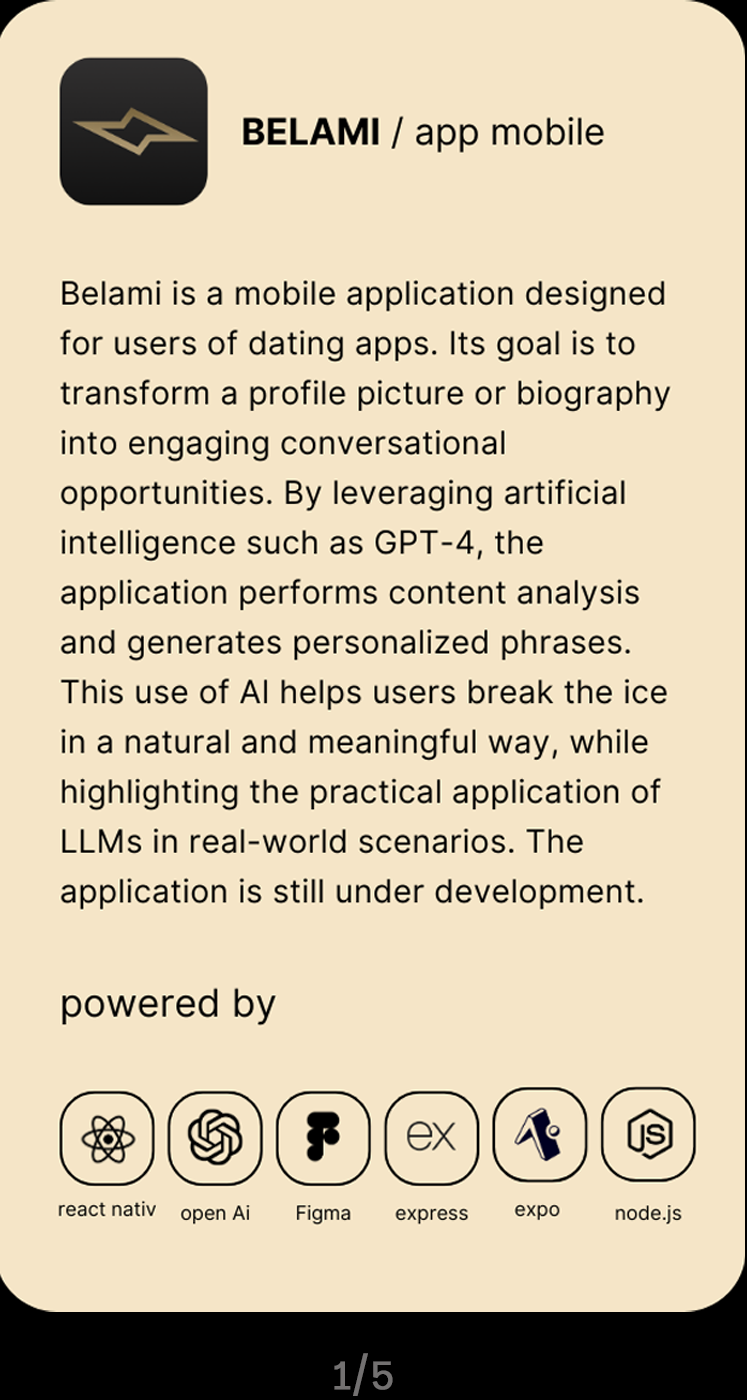 BELAMI / app mobile
Belami is a mobile application designed
for users of dating apps. Its goal is to
transform a profile picture or biography
into engaging conversational
opportunities. By leveraging artificial
intelligence such as GPT-4, the
application performs content analysis
and generates personalized phrases.
This use of AI helps users break the ice
in a natural and meaningful way, while
highlighting the practical application of
LLMs in real-world scenarios. The
application is still under development.
powered by
ex
JS
react nativ open Ai Figma express expo node.js
1/5